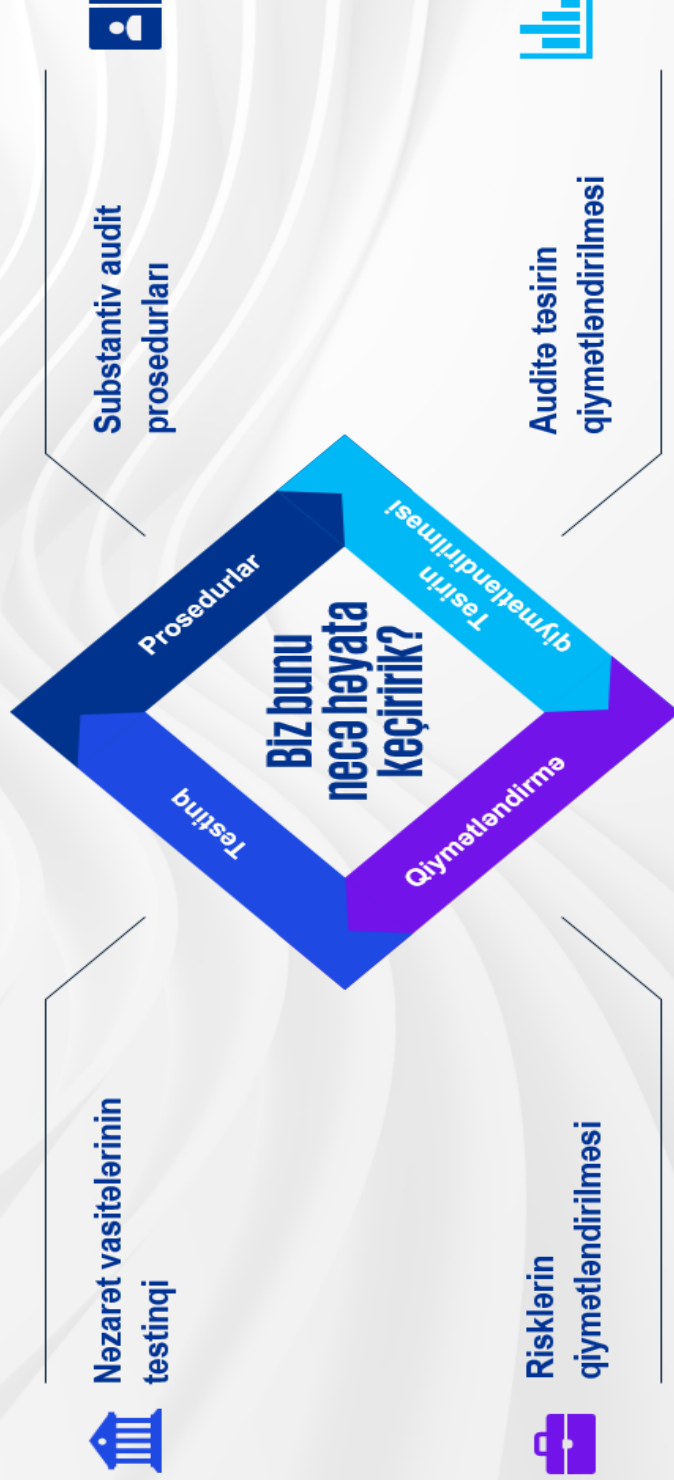 Nəzarət vasitələrinin
testinqi
Substantiv audit
prosedurları
Testinq
Prosedurlar
Biz bunu
necə həyata
keçiririk?
Qiymətləndirmə
Təsirin
qiymətləndirilməsi
Risklərin
qiymətləndirilməsi
Auditə təsirin
qiymətləndirilməsi